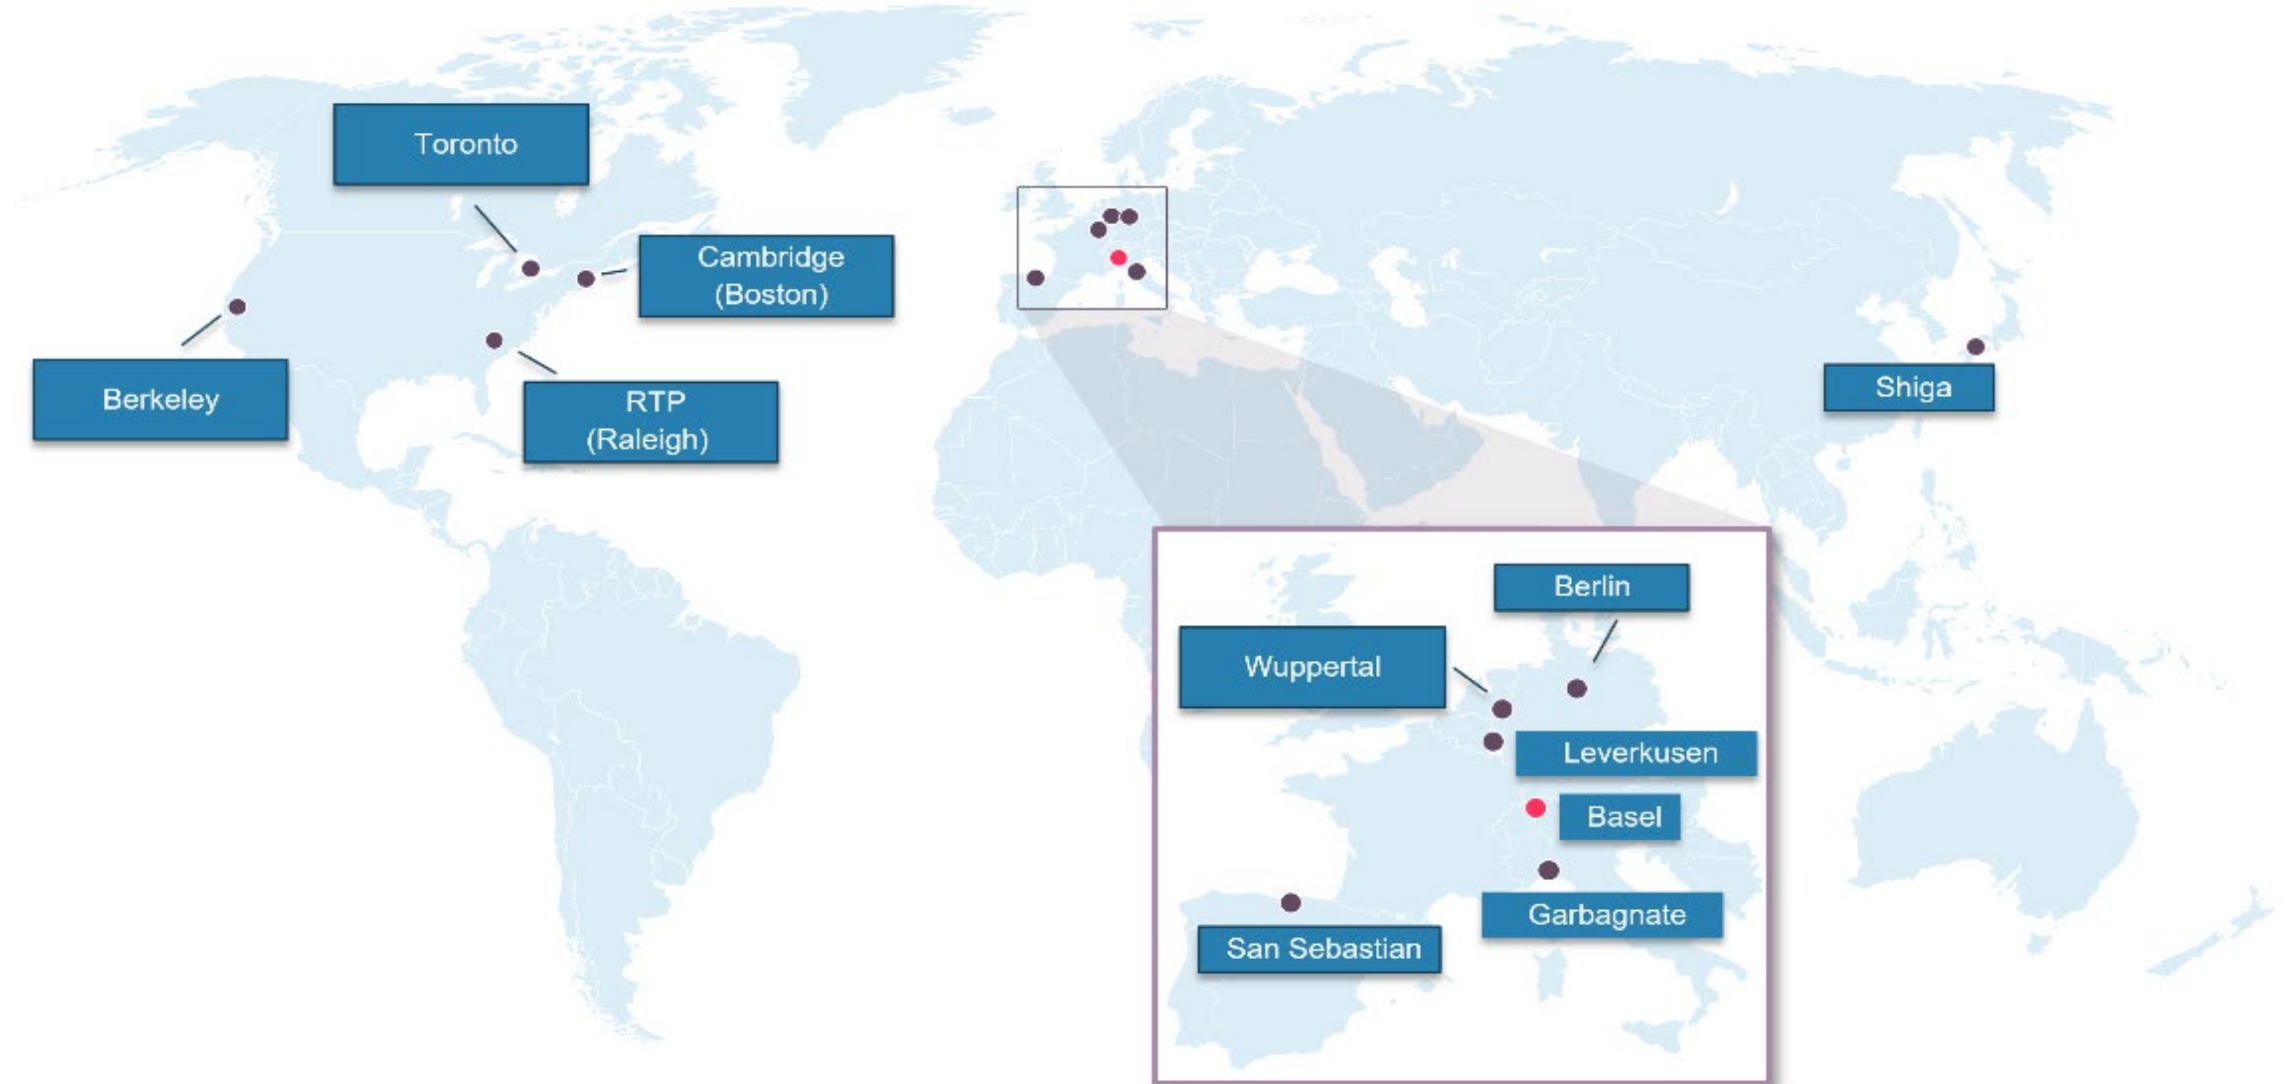 Toronto
Cambridge
(Boston)
Berkeley
RTP
(Raleigh)
Shiga
Berlin
Wuppertal
Leverkusen
Basel
Garbagnate
San Sebastian